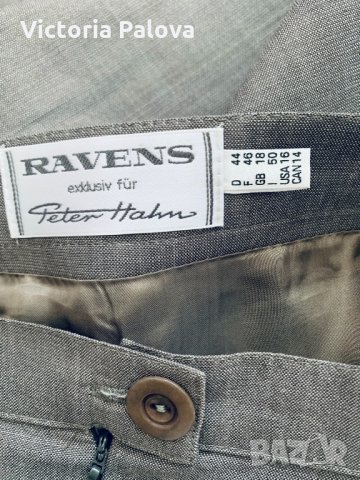 Victoria Palova
RAVENS
exklusiv für
Peter Hahn
D 44
F 46
GB 18
I 50
USA 16
CAN 14
BAZAR